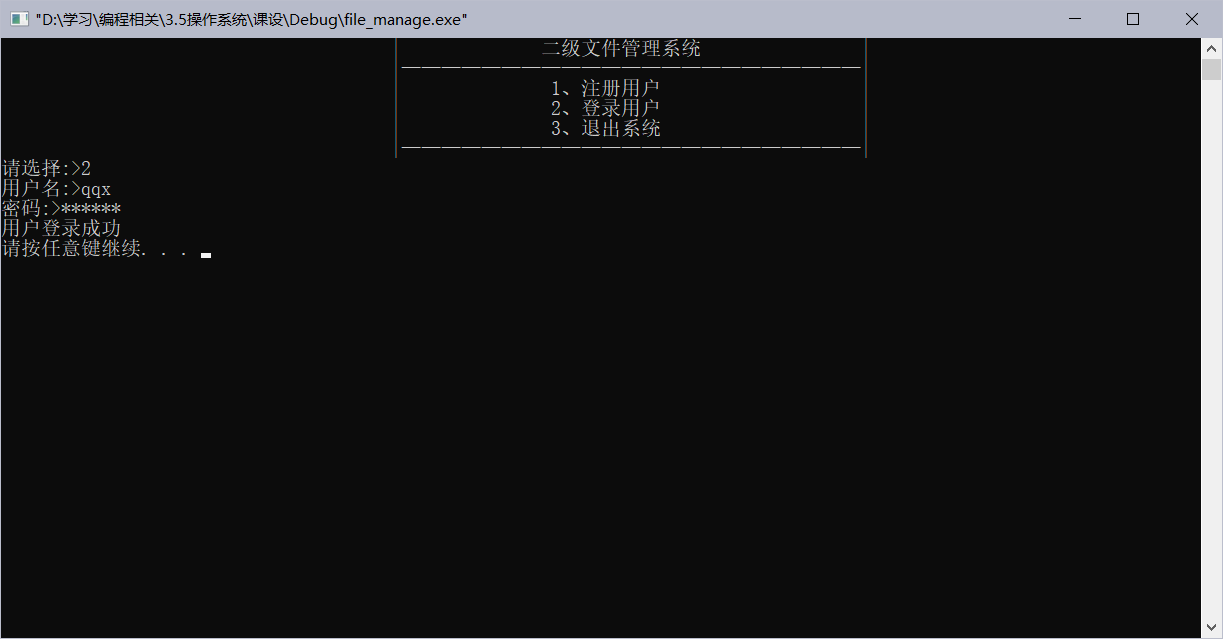 "D:\学习\编程相关\3.5操作系统\课设\Debug\file_manage.exe"
二级文件管理系统
1、注册用户
2、登录用户
3、退出系统
请选择:>2
用户名:>qqx
密码:>******
用户登录成功
请按任意键继续. . .